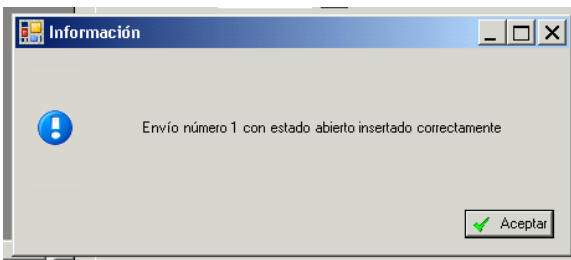 Información
Envío número 1 con estado abierto insertado correctamente
Aceptar